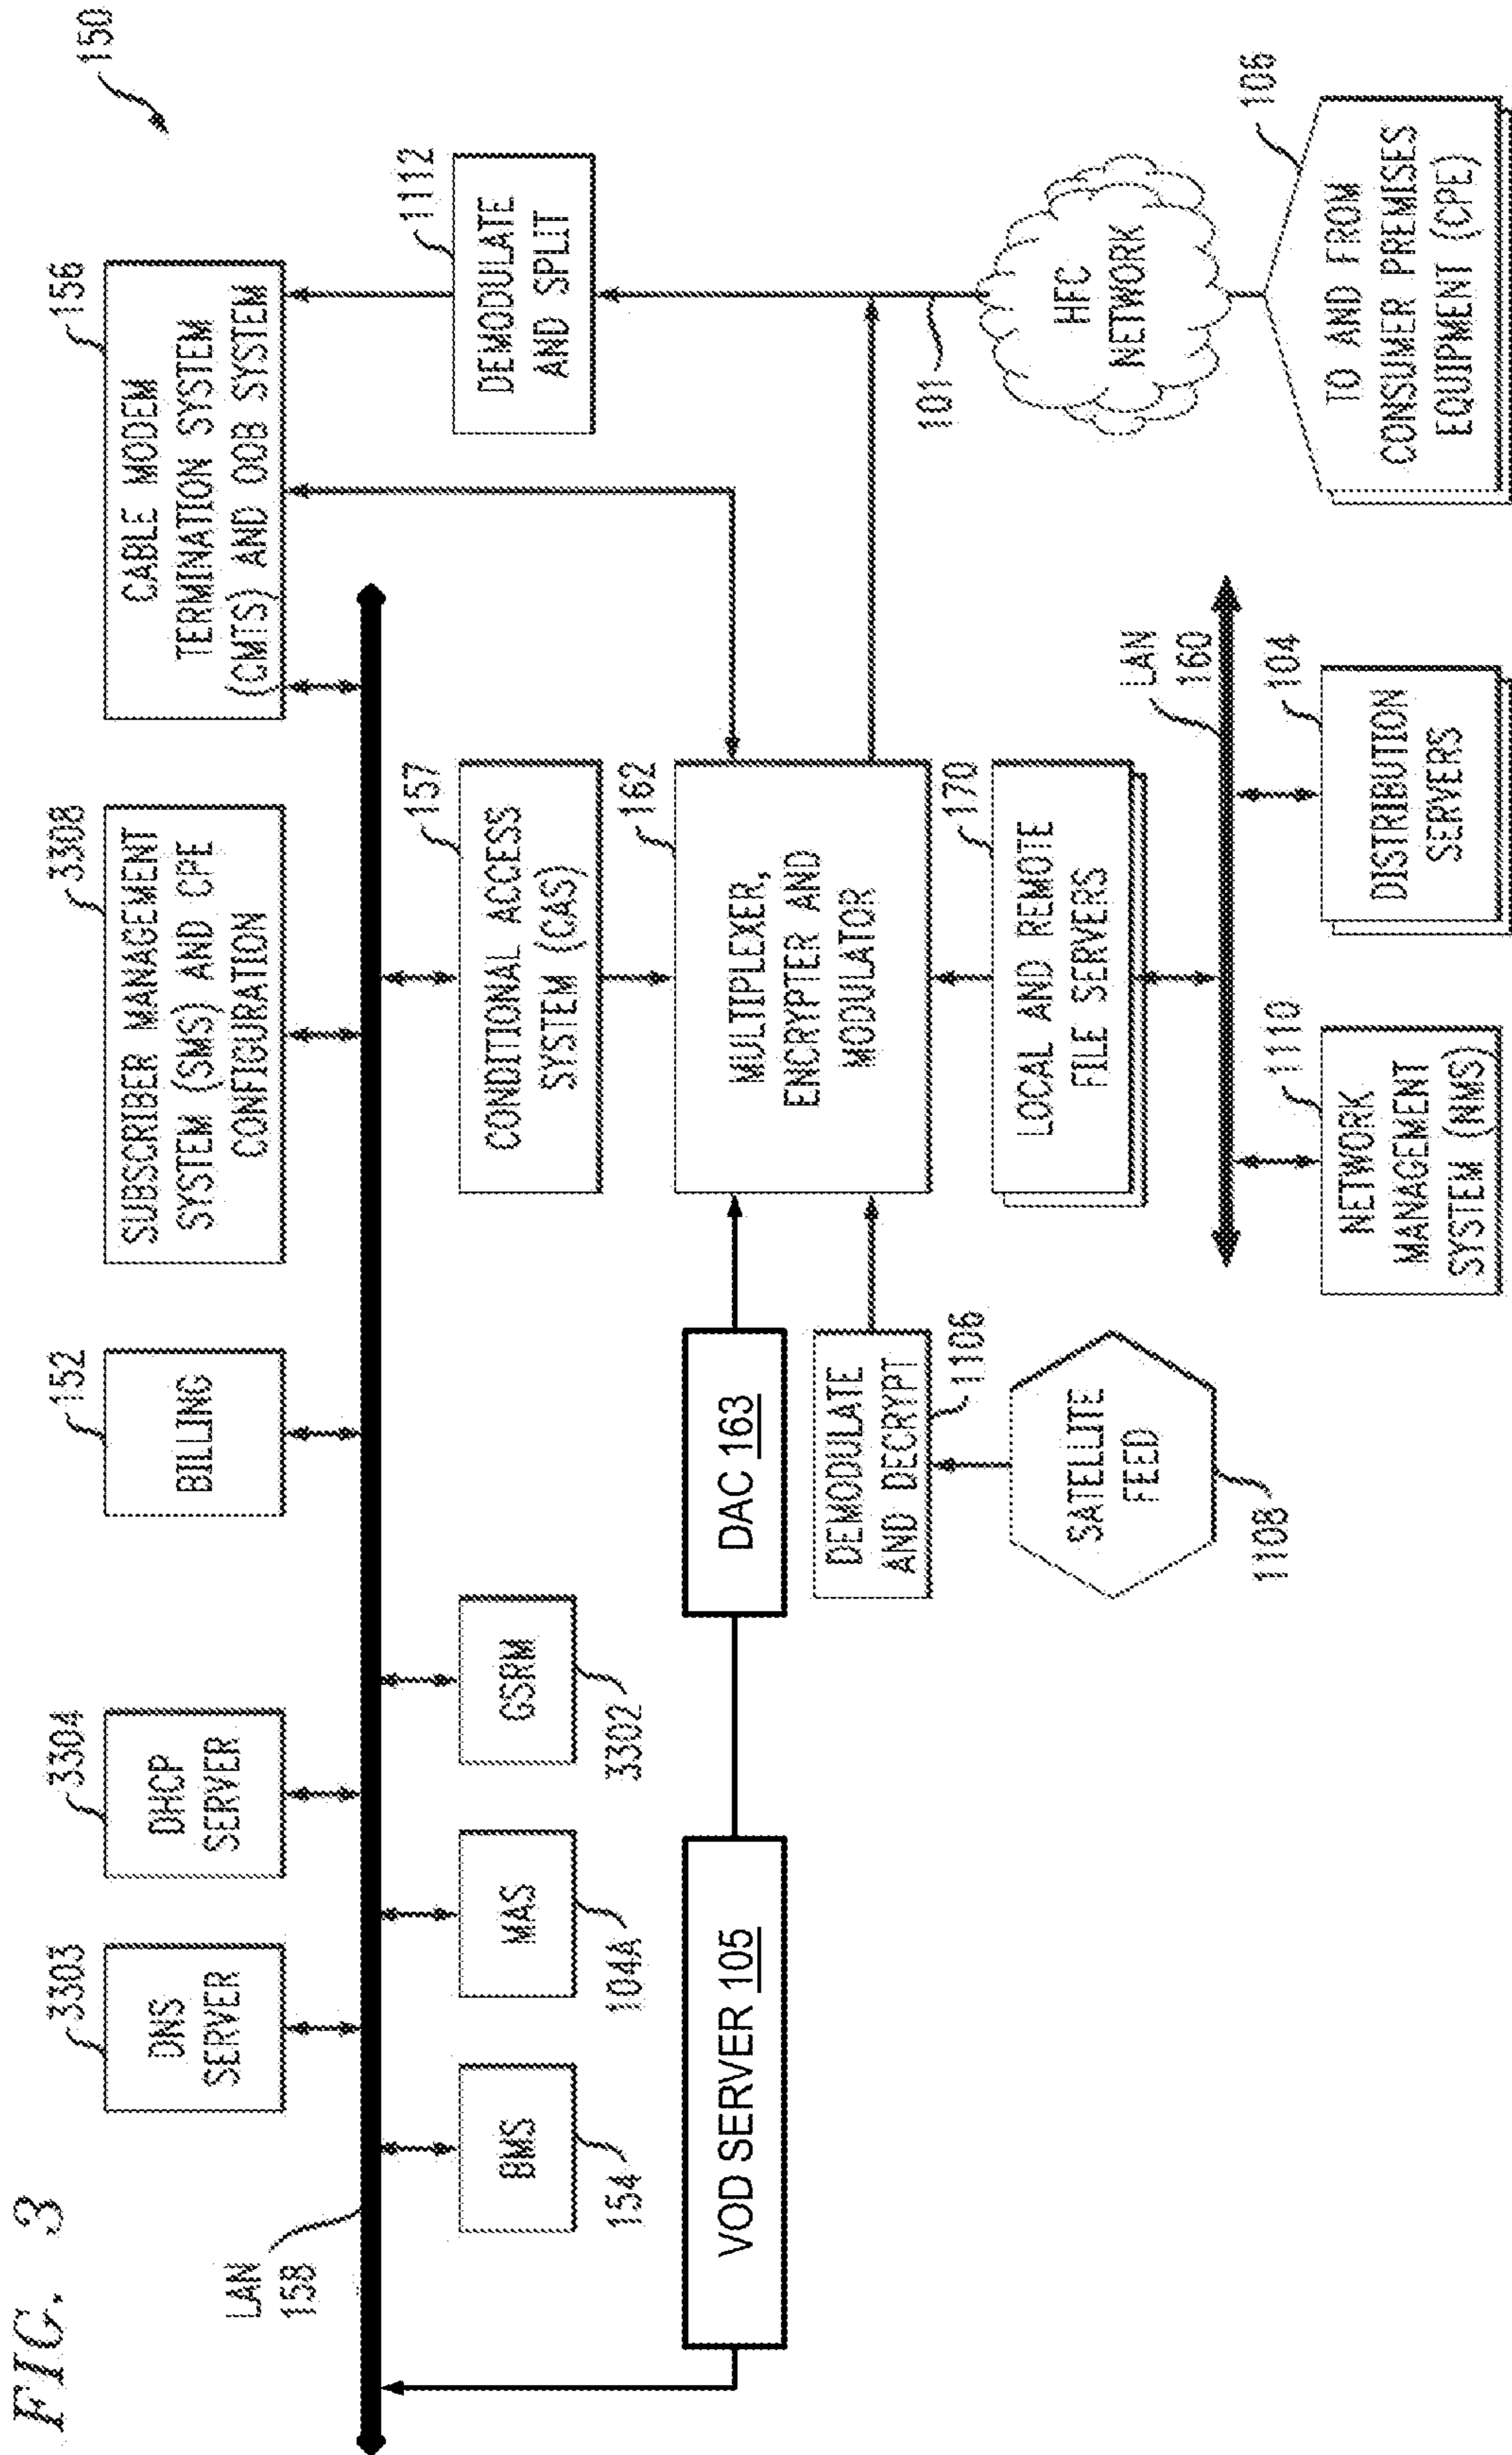 FIG. 3
150
3303
DNS
SERVER
3304
DHCP
SERVER
152
BILLING
3308
SUBSCRIBER MANAGEMENT
SYSTEM (SMS) AND CPE
CONFIGURATION
156
CABLE MODEM
TERMINATION SYSTEM
(CMTS) AND OOB SYSTEM
LAN
158
BMS
154
MAS
104A
GSRM
3302
157
CONDITIONAL ACCESS
SYSTEM (CAS)
1112
DEMODULATE
AND SPLIT
VOD SERVER 105
DAC 163
162
MULTIPLEXER,
ENCRYPTER AND
MODULATOR
DEMODULATE
AND DECRYPT
1106
SATELLITE
FEED
1108
170
LOCAL AND REMOTE
FILE SERVERS
101
HFC
NETWORK
LAN
160
1110
NETWORK
MANAGEMENT
SYSTEM (NMS)
104
DISTRIBUTION
SERVERS
106
TO AND FROM
CONSUMER PREMISES
EQUIPMENT (CPE)